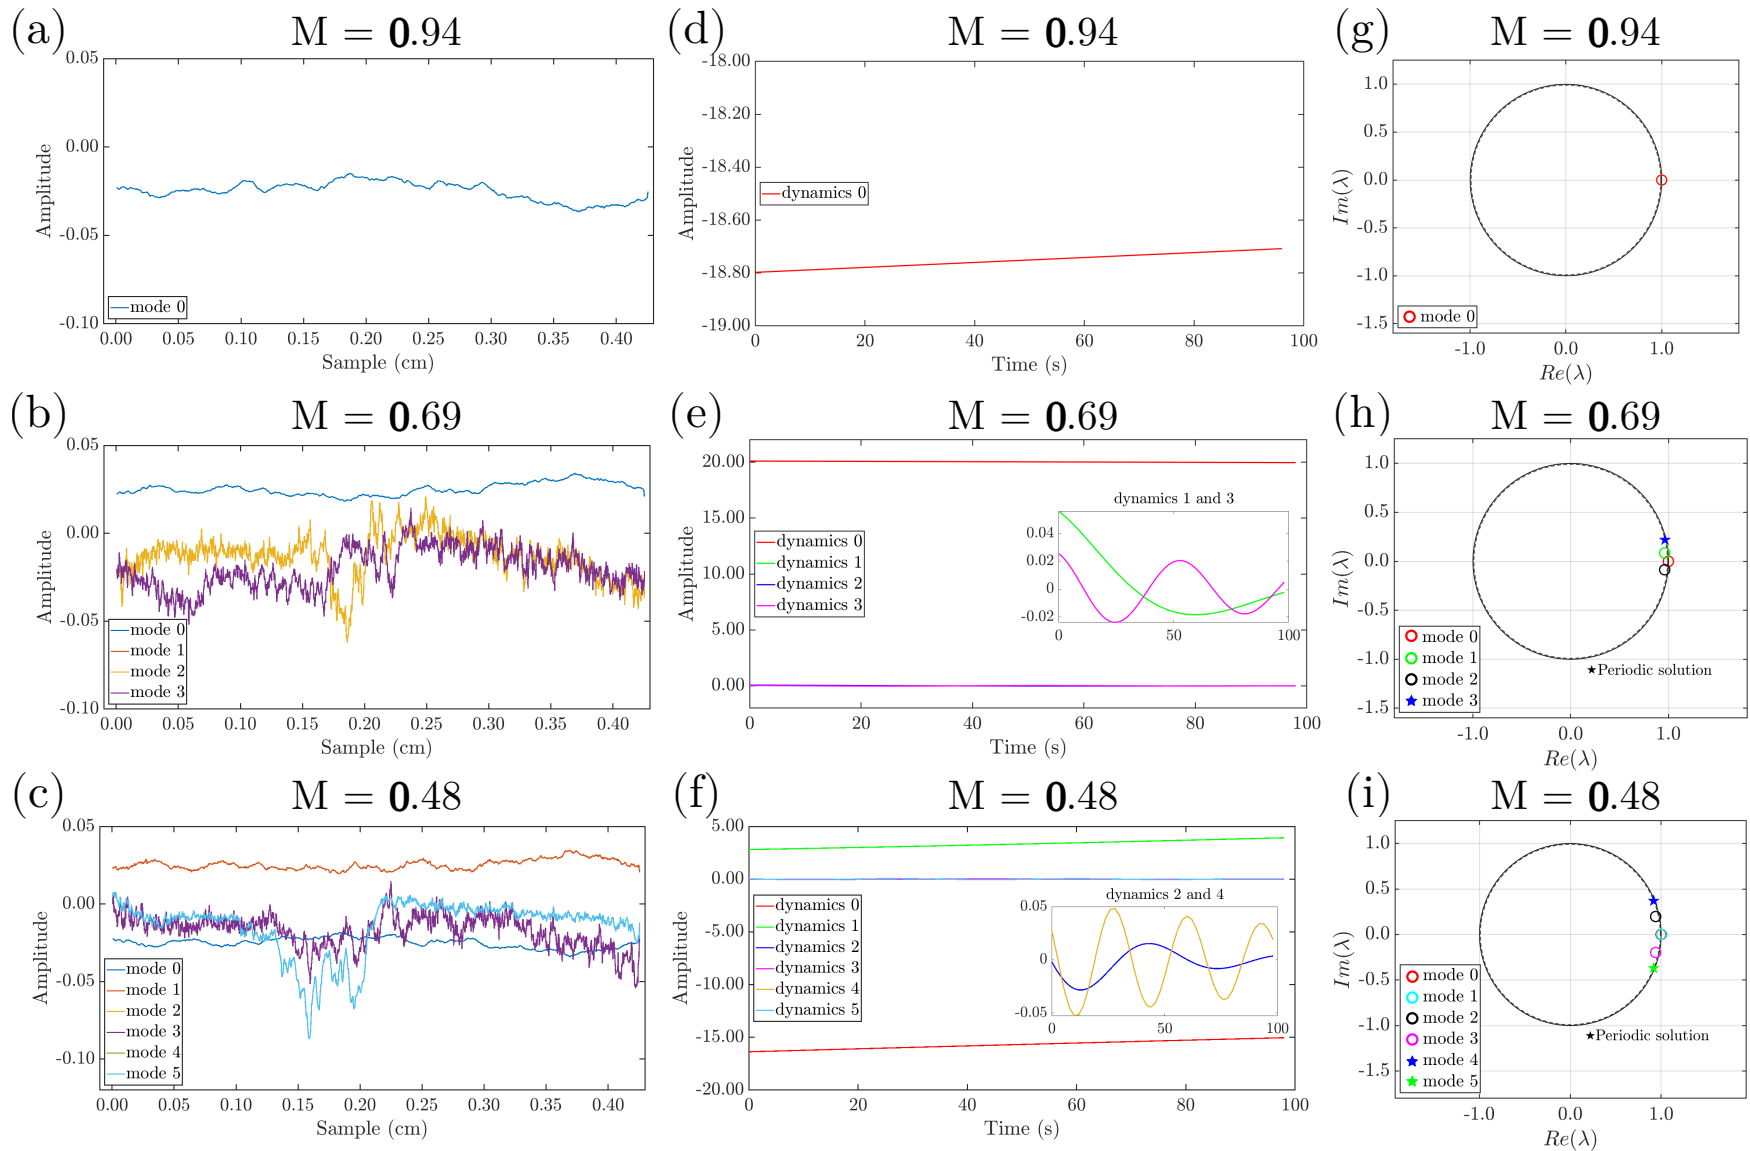 (a)
M = 0.94
0.05
0.00
-0.05
-0.10
Amplitude
mode 0
0.00 0.05 0.10 0.15 0.20 0.25 0.30 0.35 0.40
Sample (cm)
(d)
M = 0.94
-18.00
-18.20
-18.40
-18.60
-18.80
-19.00
Amplitude
dynamics 0
0 20 40 60 80 100
Time (s)
(g)
M = 0.94
1.0
0.5
0.0
-0.5
-1.0
-1.5
Im(λ)
mode 0
-1.0 0.0 1.0
Re(λ)
(b)
M = 0.69
0.05
0.00
-0.05
-0.10
Amplitude
mode 0
mode 1
mode 2
mode 3
0.00 0.05 0.10 0.15 0.20 0.25 0.30 0.35 0.40
Sample (cm)
(e)
M = 0.69
20.00
15.00
10.00
5.00
0.00
Amplitude
dynamics 0
dynamics 1
dynamics 2
dynamics 3
dynamics 1 and 3
0.04
0.02
0
-0.02
0 50 100
0 20 40 60 80 100
Time (s)
(h)
M = 0.69
1.0
0.5
0.0
-0.5
-1.0
-1.5
Im(λ)
mode 0
mode 1
mode 2
mode 3
★Periodic solution
-1.0 0.0 1.0
Re(λ)
(c)
M = 0.48
0.05
0.00
-0.05
-0.10
Amplitude
mode 0
mode 1
mode 2
mode 3
mode 4
mode 5
0.00 0.05 0.10 0.15 0.20 0.25 0.30 0.35 0.40
Sample (cm)
(f)
M = 0.48
5.00
0.00
-5.00
-10.00
-15.00
-20.00
Amplitude
dynamics 0
dynamics 1
dynamics 2
dynamics 3
dynamics 4
dynamics 5
dynamics 2 and 4
0.05
0
-0.05
0 50 100
0 20 40 60 80 100
Time (s)
(i)
M = 0.48
1.0
0.5
0.0
-0.5
-1.0
-1.5
Im(λ)
mode 0
mode 1
mode 2
mode 3
mode 4
mode 5
★Periodic solution
-1.0 0.0 1.0
Re(λ)